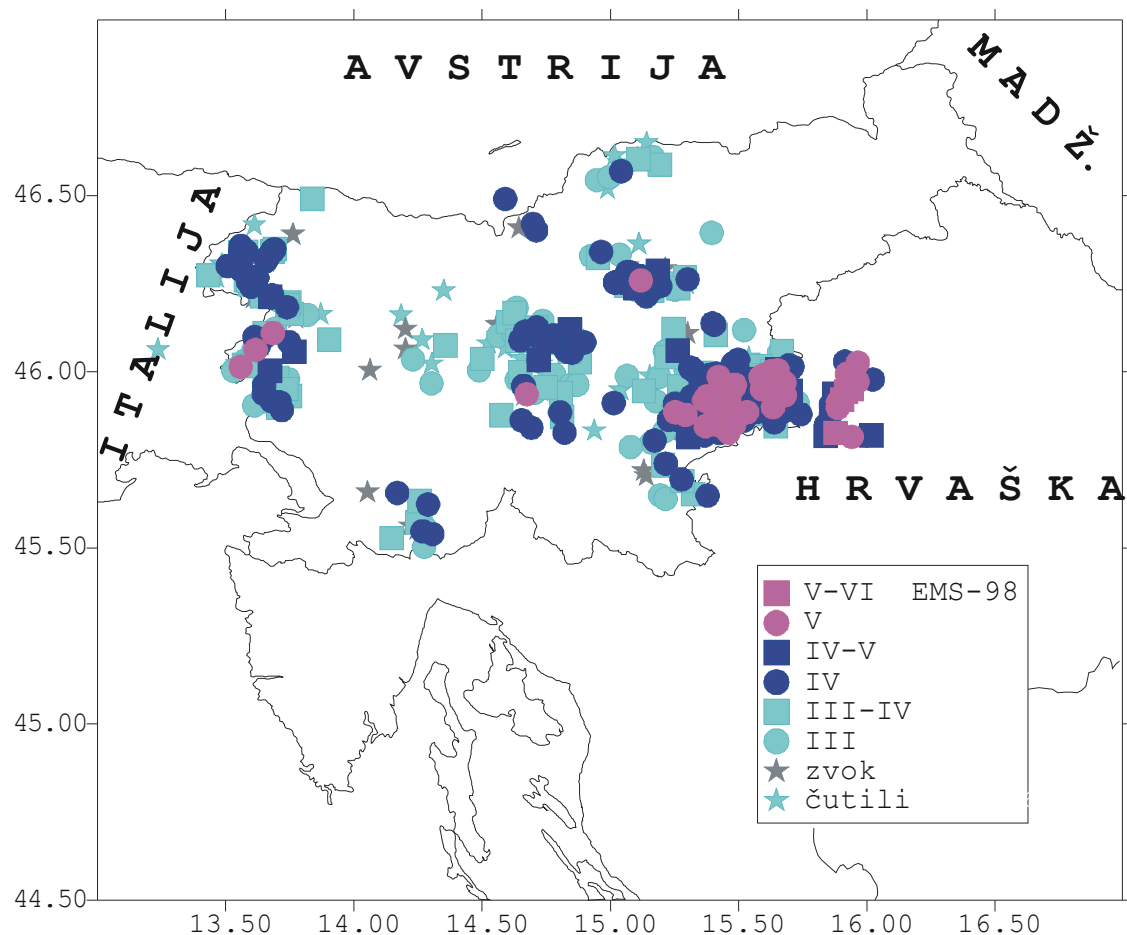 A V S T R I J A
M A D Ž.
I T A L I J A
H R V A Š K A
46.50
46.00
45.50
45.00
44.50
V-VI EMS-98
V
IV-V
IV
III-IV
III
zvok
čutili
13.50 14.00 14.50 15.00 15.50 16.00 16.50